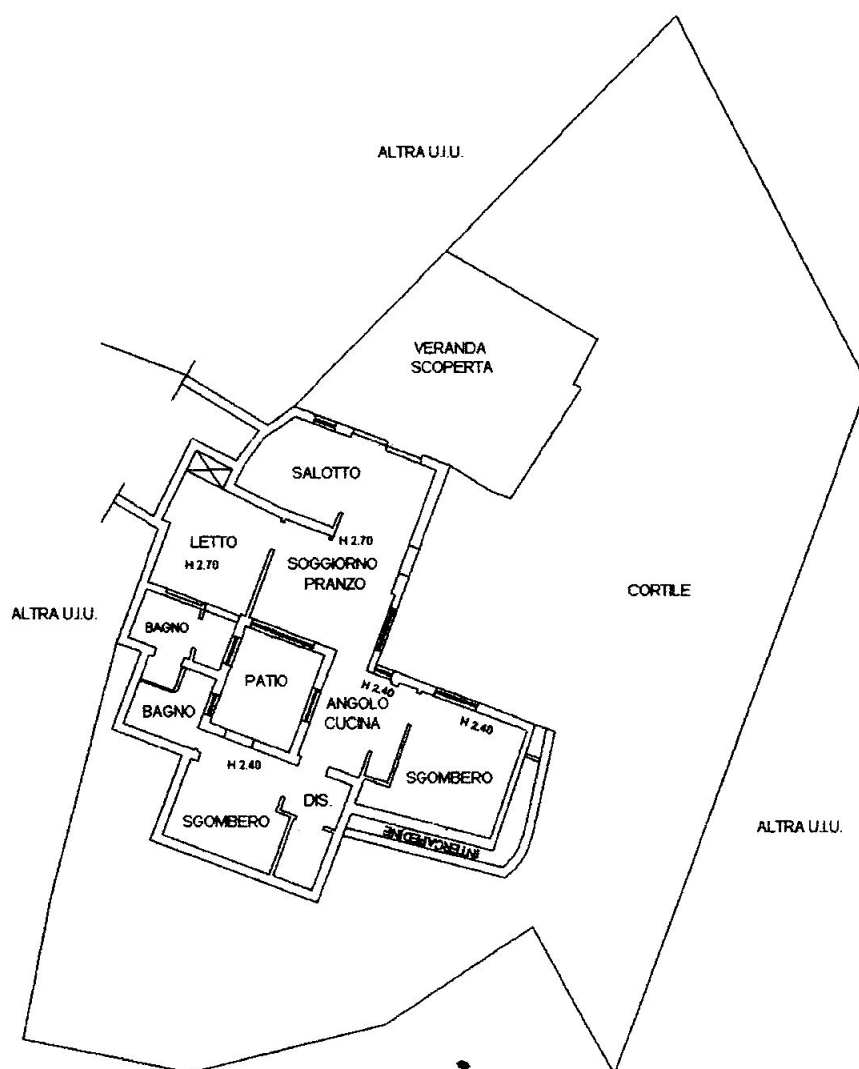 ALTRA U.I.U.
VERANDA
SCOPERTA
SALOTTO
LETTO
H 2.70
H 2.70
SOGGIORNO
PRANZO
CORTILE
ALTRA U.I.U.
BAGNO
PATIO
H 2.40
ANGOLO
CUCINA
BAGNO
H 2.40
H 2.40
SGOMBERO
DIS.
SGOMBERO
INTERCAPEDINE
ALTRA U.I.U.